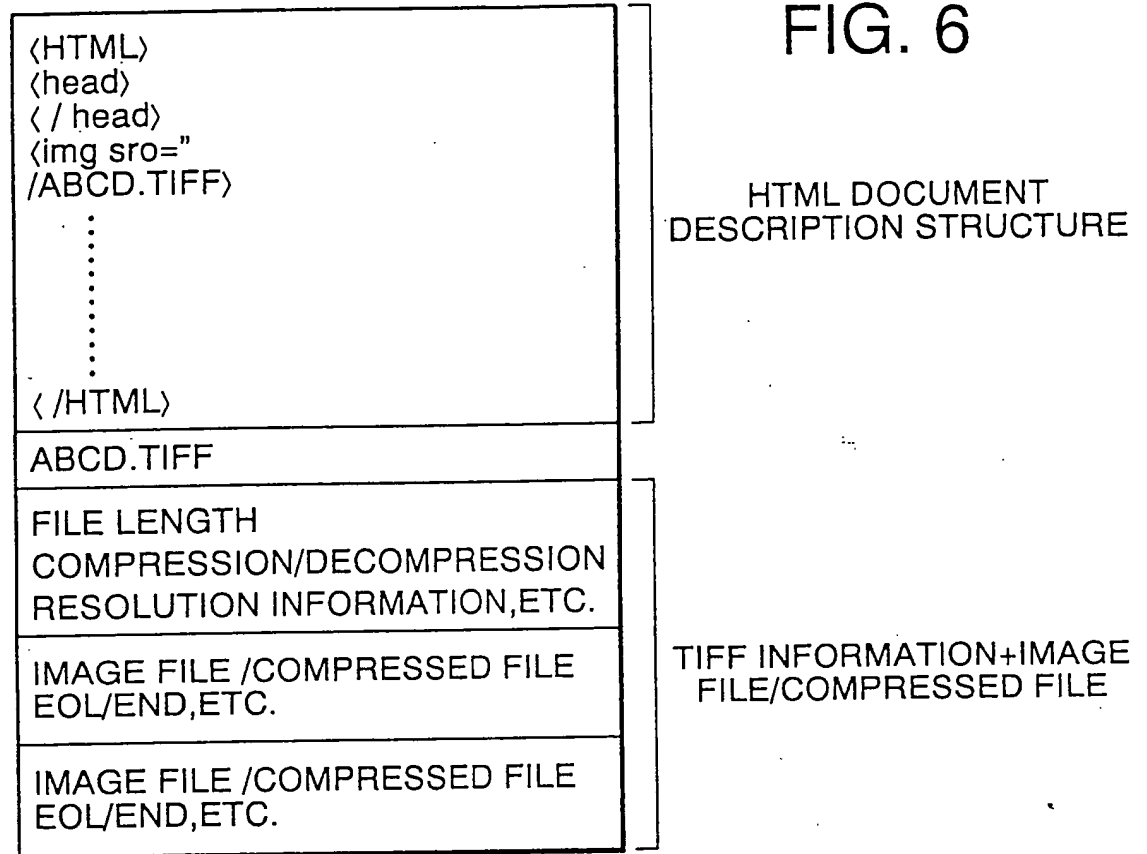 FIG. 6
〈HTML〉
〈head〉
〈 / head〉
〈img sro="
/ABCD.TIFF〉
〈 /HTML〉
HTML DOCUMENT
DESCRIPTION STRUCTURE
ABCD.TIFF
FILE LENGTH
COMPRESSION/DECOMPRESSION
RESOLUTION INFORMATION,ETC.
IMAGE FILE /COMPRESSED FILE
EOL/END,ETC.
IMAGE FILE /COMPRESSED FILE
EOL/END,ETC.
TIFF INFORMATION+IMAGE
FILE/COMPRESSED FILE